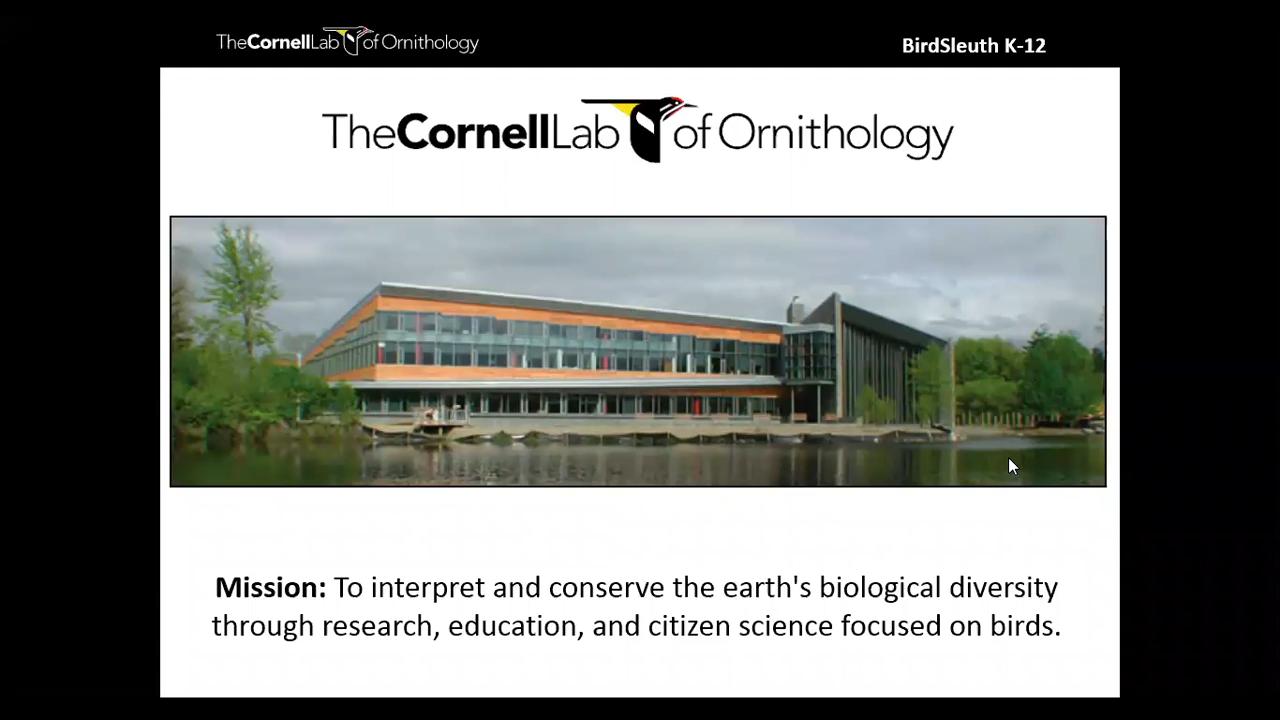 TheCornellLab of Ornithology
BirdSleuth K-12
TheCornellLab of Ornithology
Mission: To interpret and conserve the earth's biological diversity
through research, education, and citizen science focused on birds.